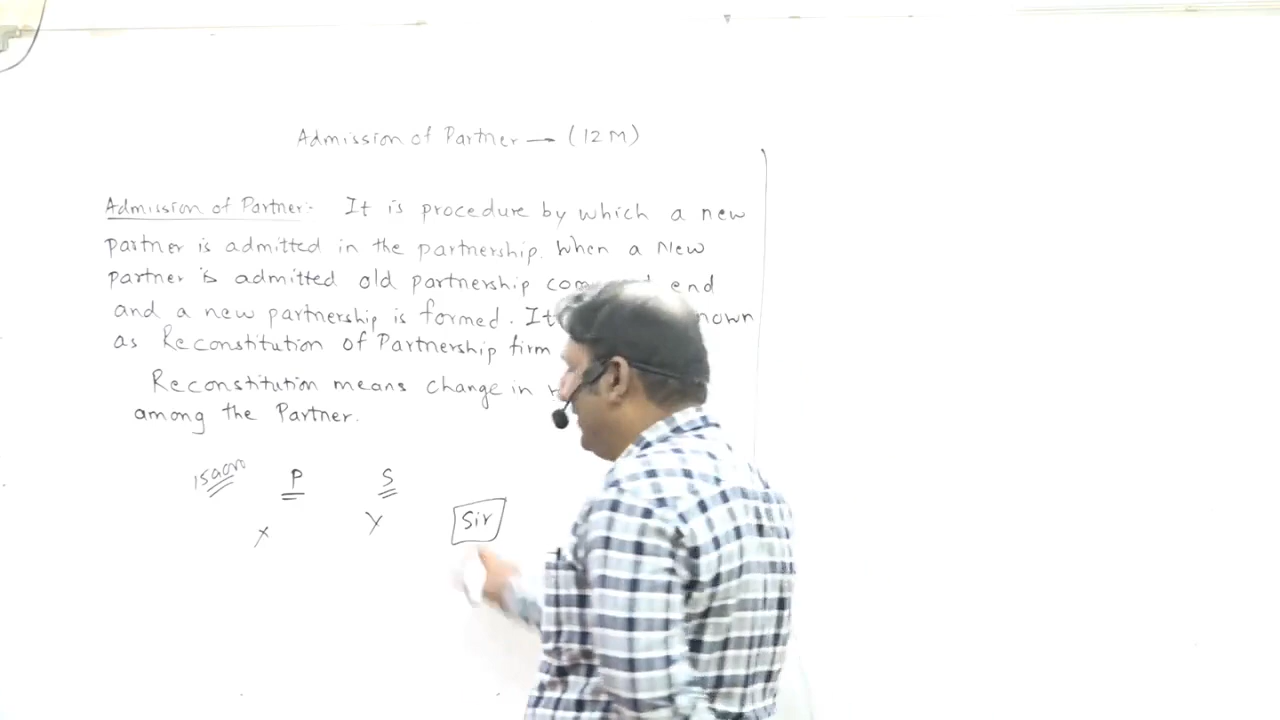 Admission of Partner → (12 M)
Admission of Partner:- It is procedure by which a new
partner is admitted in the partnership. When a New
partner is admitted old partnership com end
and a new partnership is formed. It nown
as Reconstitution of Partnership firm
Reconstitution means change in
among the Partner.
P S
X Y Sir